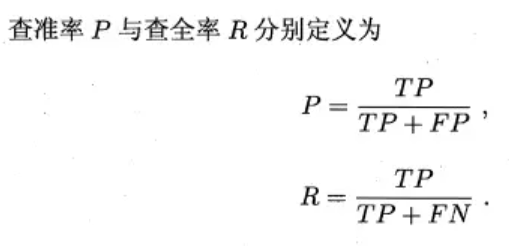 查准率 P 与查全率 R 分别定义为
P = TP / (TP + FP) ,
R = TP / (TP + FN) .